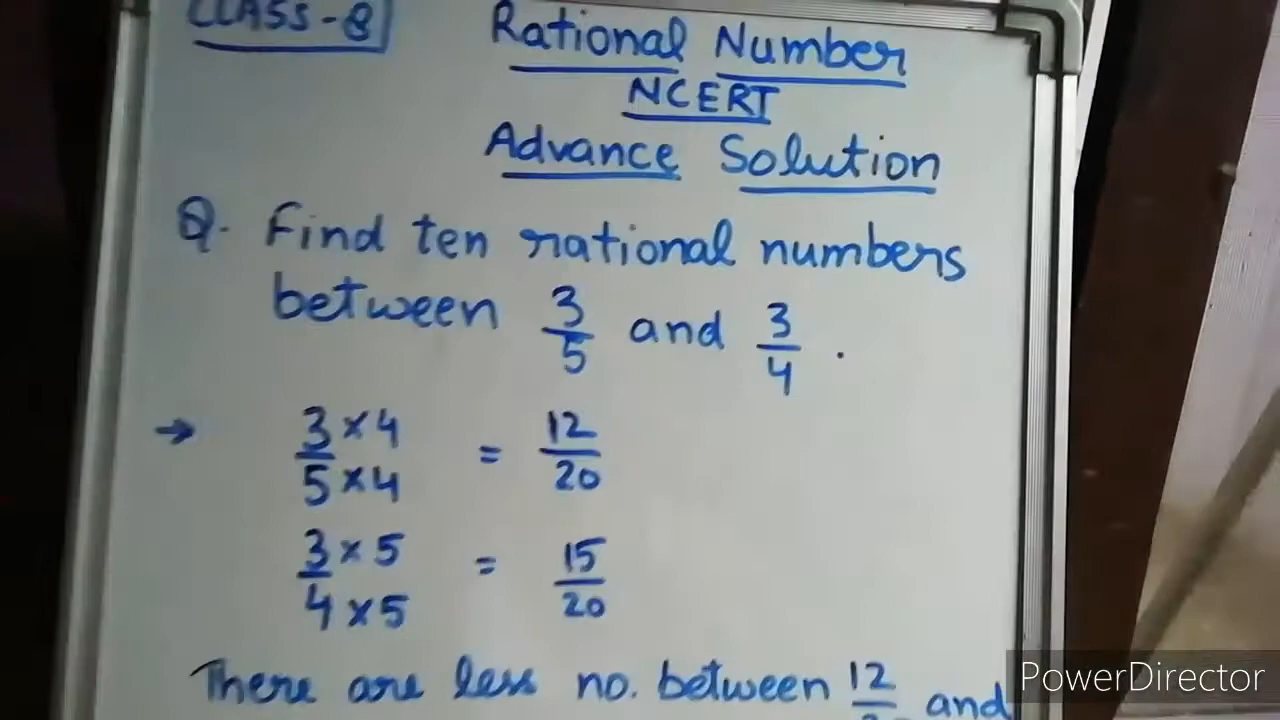 CLASS-8
Rational Number
NCERT
Advance Solution
Q. Find ten rational numbers
between 3/5 and 3/4 .
→ 3×4/5×4 = 12/20
3×5/4×5 = 15/20
There are less no. between 12/ and
PowerDirector